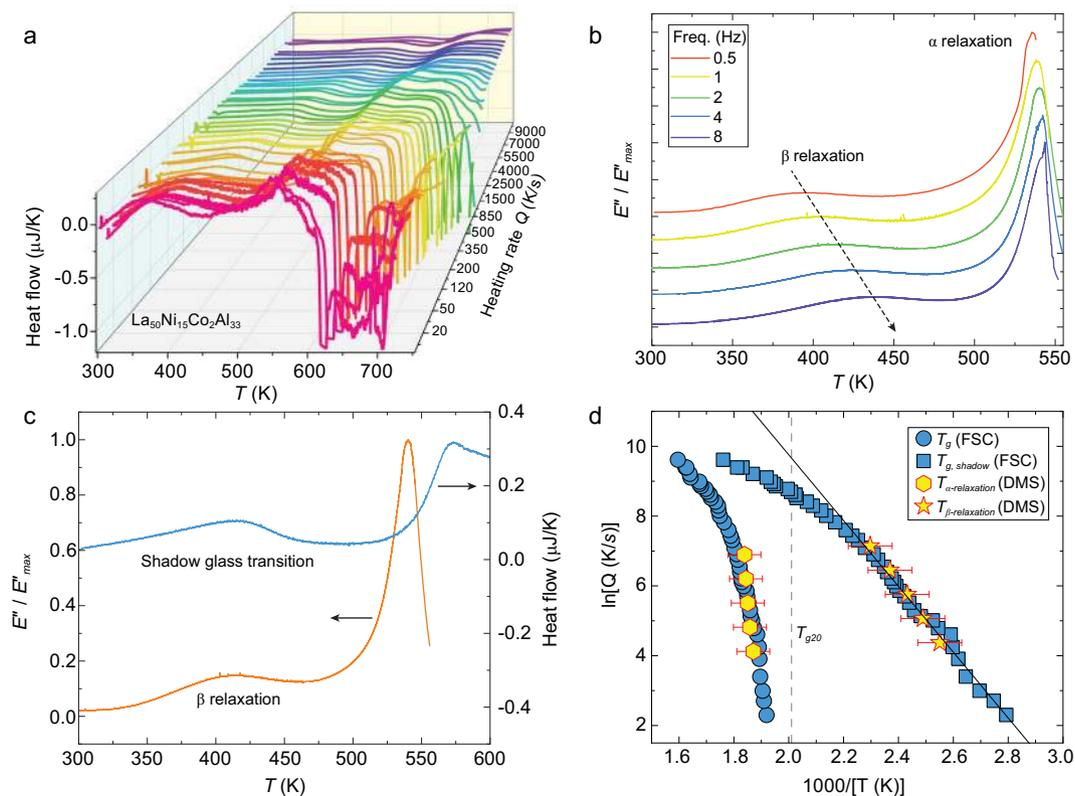 a
Heat flow (μJ/K)
0.0
-0.5
-1.0
La50Ni15Co2Al33
300
400
500
600
700
T (K)
9000
7000
5500
4000
2500
1500
850
500
350
200
120
50
20
Heating rate Q (K/s)
b
Freq. (Hz)
0.5
1
2
4
8
α relaxation
β relaxation
E'' / E''max
300 350 400 450 500 550
T (K)
c
E'' / E''max
1.0
0.8
0.6
0.4
0.2
0.0
Shadow glass transition
β relaxation
0.4
0.2
0.0
-0.2
-0.4
Heat flow (μJ/K)
300 350 400 450 500 550 600
T (K)
d
ln[Q (K/s)]
10
8
6
4
2
Tg (FSC)
Tg, shadow (FSC)
Tα-relaxation (DMS)
Tβ-relaxation (DMS)
Tg20
1.6 1.8 2.0 2.2 2.4 2.6 2.8 3.0
1000/[T (K)]